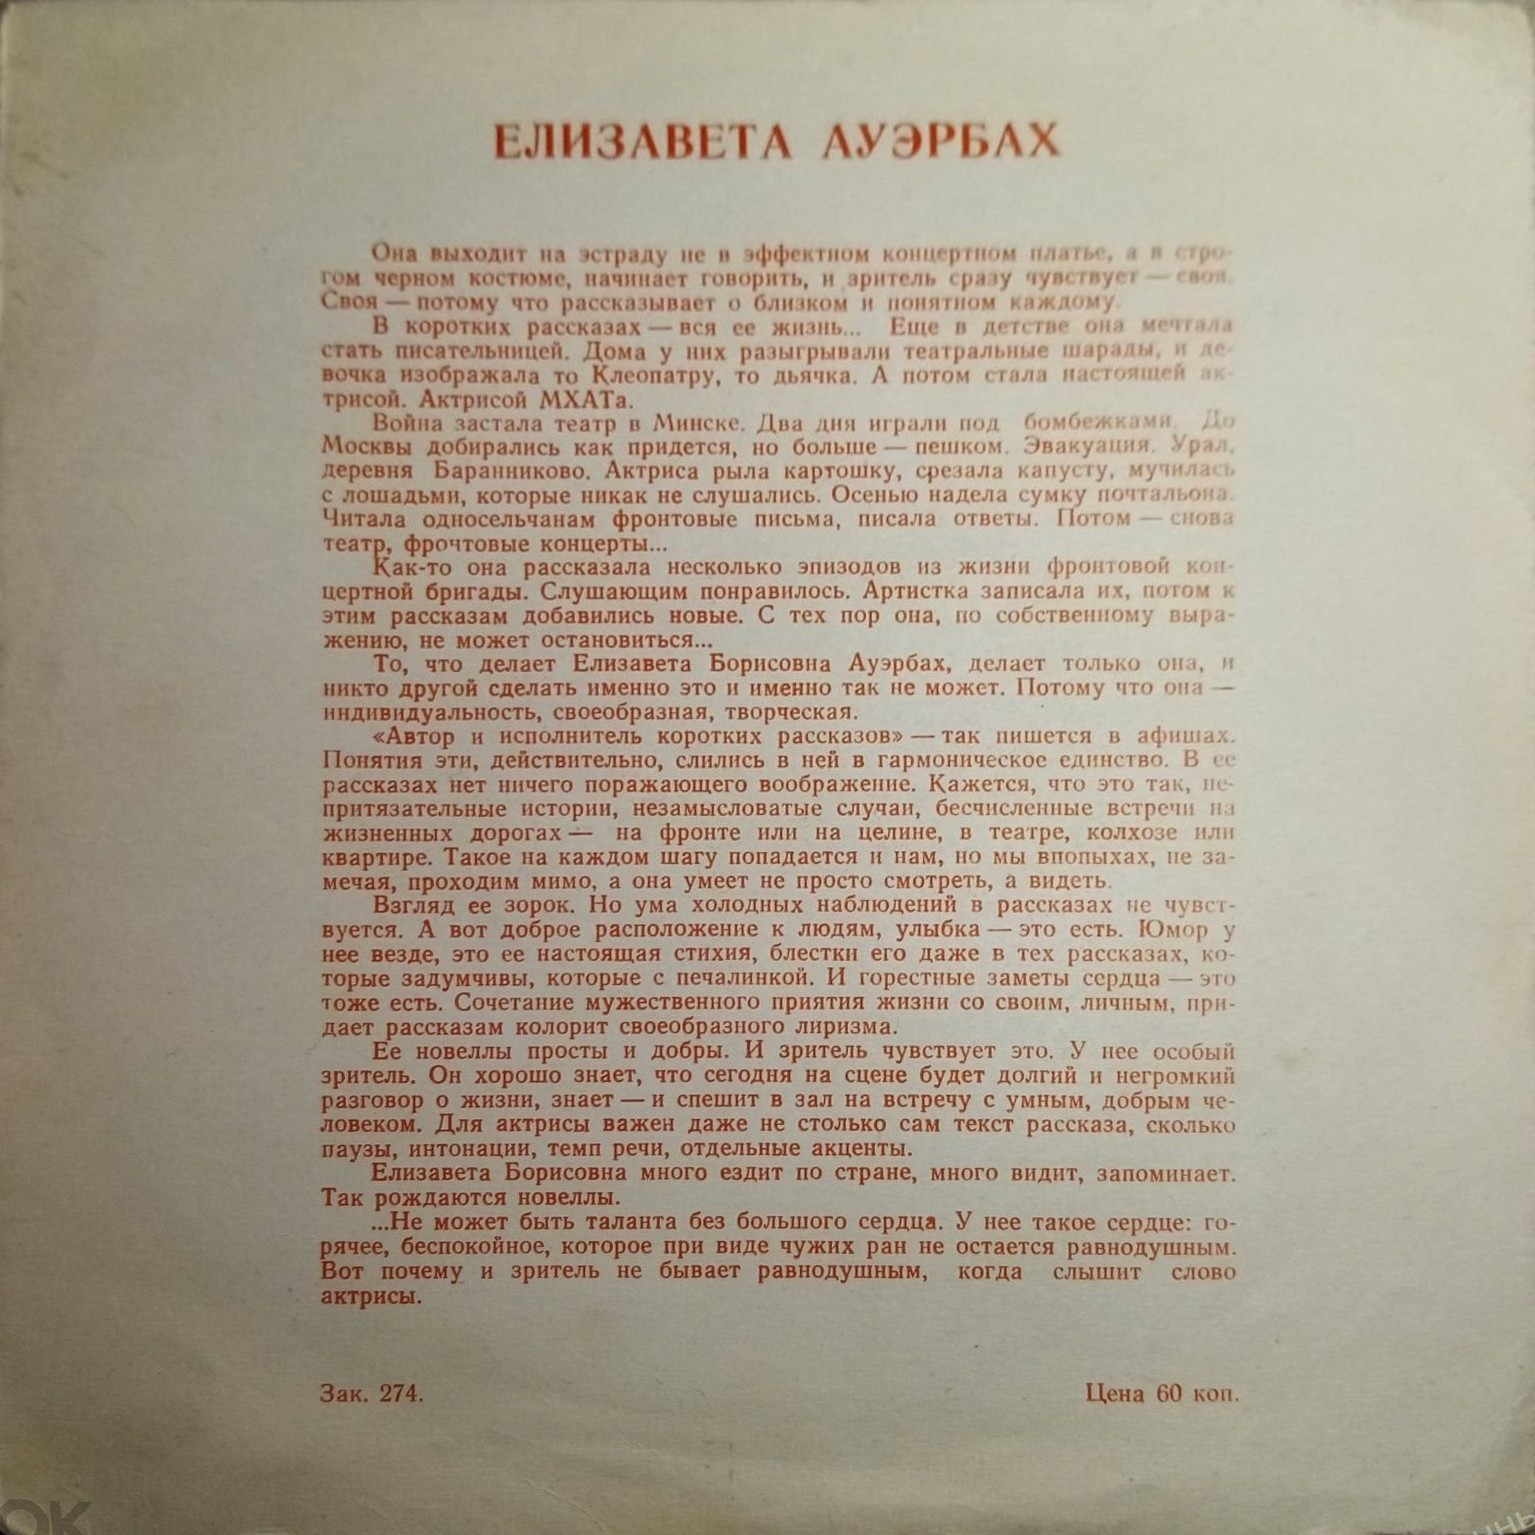 ЕЛИЗАВЕТА АУЭРБАХ
Она выходит на эстраду не в эффектном концертном платье, а в стро-
гом черном костюме, начинает говорить, и зритель сразу чувствует — своя.
Своя — потому что рассказывает о близком и понятном каждому.
В коротких рассказах — вся ее жизнь... Еще в детстве она мечтала
стать писательницей. Дома у них разыгрывали театральные шарады, и де-
вочка изображала то Клеопатру, то дьячка. А потом стала настоящей ак-
трисой. Актрисой МХАТа.
Война застала театр в Минске. Два дня играли под бомбежками. До
Москвы добирались как придется, но больше — пешком. Эвакуация. Урал,
деревня Баранниково. Актриса рыла картошку, срезала капусту, мучилась
с лошадьми, которые никак не слушались. Осенью надела сумку почтальона.
Читала односельчанам фронтовые письма, писала ответы. Потом — снова
театр, фрочтовые концерты...
Как-то она рассказала несколько эпизодов из жизни фронтовой кон-
цертной бригады. Слушающим понравилось. Артистка записала их, потом к
этим рассказам добавились новые. С тех пор она, по собственному выра-
жению, не может остановиться...
То, что делает Елизавета Борисовна Ауэрбах, делает только она, и
никто другой сделать именно это и именно так не может. Потому что она —
индивидуальность, своеобразная, творческая.
«Автор и исполнитель коротких рассказов» — так пишется в афишах.
Понятия эти, действительно, слились в ней в гармоническое единство. В ее
рассказах нет ничего поражающего воображение. Кажется, что это так, не-
притязательные истории, незамысловатые случаи, бесчисленные встречи на
жизненных дорогах — на фронте или на целине, в театре, колхозе или
квартире. Такое на каждом шагу попадается и нам, но мы впопыхах, не за-
мечая, проходим мимо, а она умеет не просто смотреть, а видеть.
Взгляд ее зорок. Но ума холодных наблюдений в рассказах не чувст-
вуется. А вот доброе расположение к людям, улыбка — это есть. Юмор у
нее везде, это ее настоящая стихия, блестки его даже в тех рассказах, ко-
торые задумчивы, которые с печалинкой. И горестные заметы сердца — это
тоже есть. Сочетание мужественного приятия жизни со своим, личным, при-
дает рассказам колорит своеобразного лиризма.
Ее новеллы просты и добры. И зритель чувствует это. У нее особый
зритель. Он хорошо знает, что сегодня на сцене будет долгий и негромкий
разговор о жизни, знает — и спешит в зал на встречу с умным, добрым че-
ловеком. Для актрисы важен даже не столько сам текст рассказа, сколько
паузы, интонации, темп речи, отдельные акценты.
Елизавета Борисовна много ездит по стране, много видит, запоминает.
Так рождаются новеллы.
...Не может быть таланта без большого сердца. У нее такое сердце: го-
рячее, беспокойное, которое при виде чужих ран не остается равнодушным.
Вот почему и зритель не бывает равнодушным, когда слышит слово
актрисы.
Зак. 274.
Цена 60 коп.